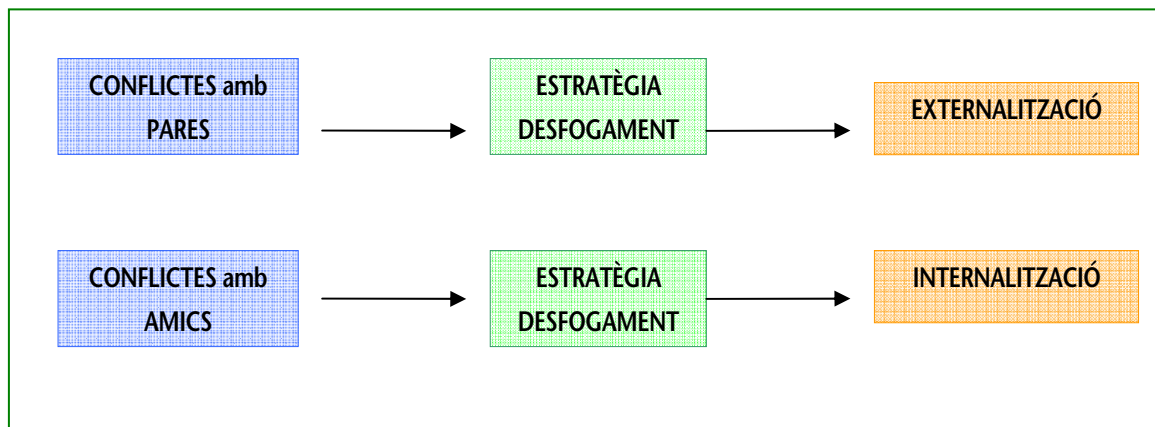 CONFLICTES amb
PARES
ESTRATÈGIA
DESFOGAMENT
EXTERNALITZACIÓ
CONFLICTES amb
AMICS
ESTRATÈGIA
DESFOGAMENT
INTERNALITZACIÓ